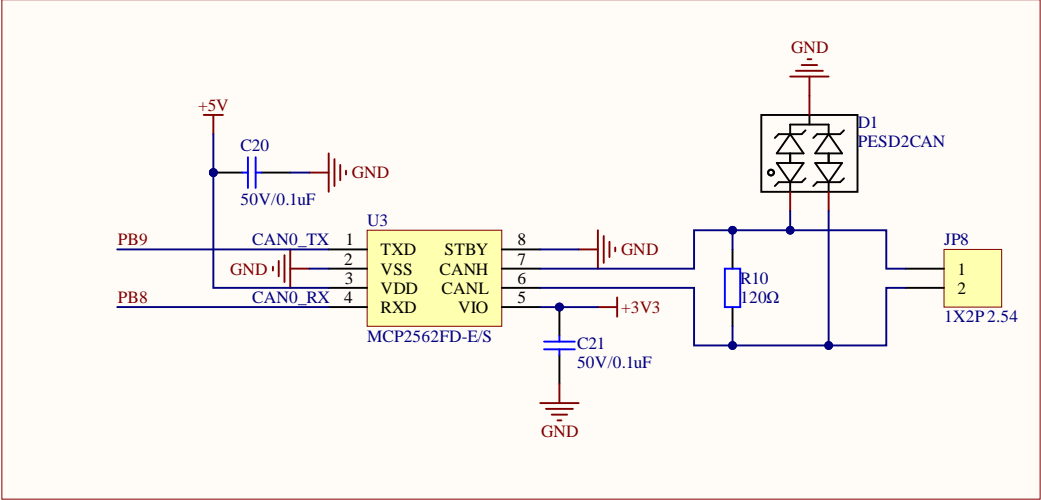 GND
D1
PESD2CAN
+5V
C20
GND
50V/0.1uF
U3
PB9 CAN0_TX 1 TXD STBY 8 GND
GND 2 VSS CANH 7
3 VDD CANL 6
PB8 CAN0_RX 4 RXD VIO 5 +3V3
MCP2562FD-E/S
R10
120Ω
JP8
1
2
1X2P 2.54
C21
50V/0.1uF
GND